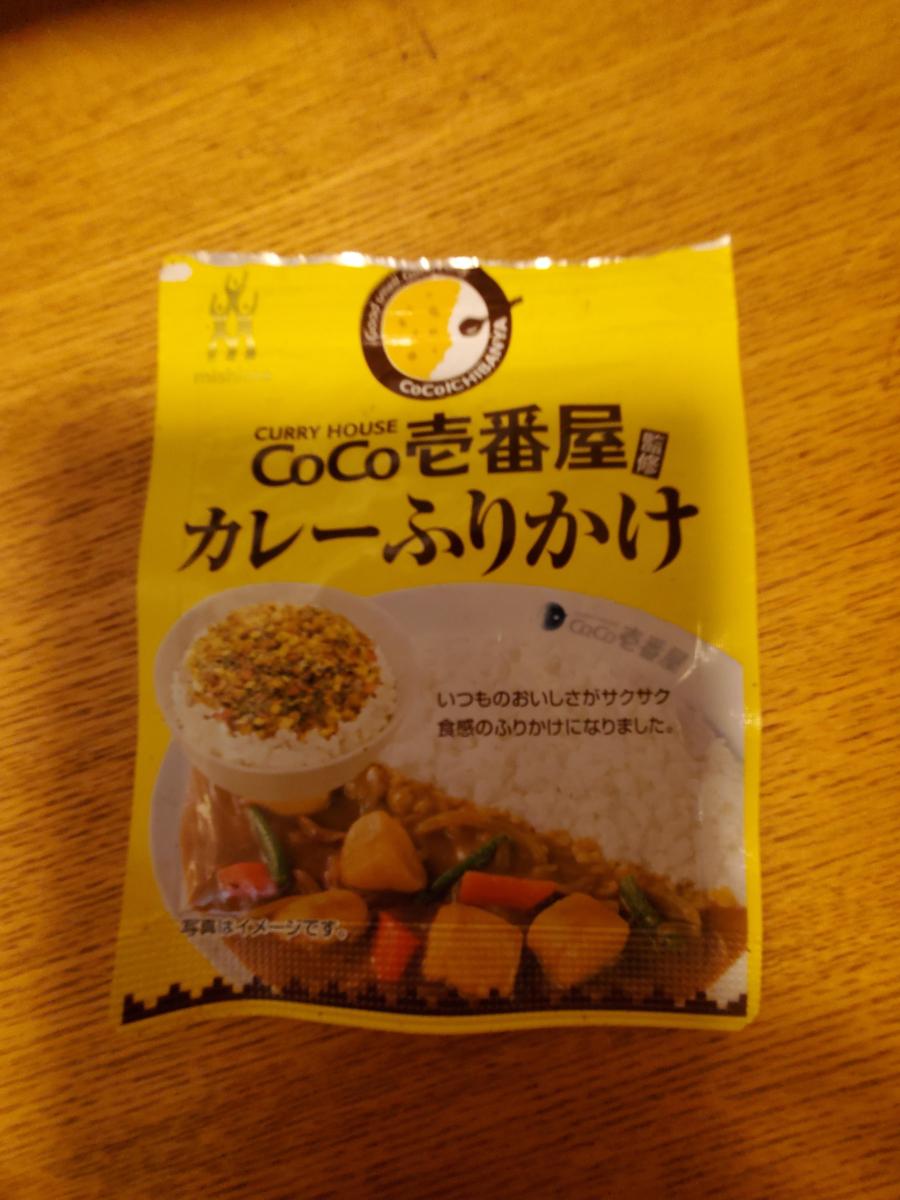 mishima
Good smell
CoCoICHIBANYA
CURRY HOUSE
CoCo壱番屋 監修
カレーふりかけ
CoCo壱番屋
いつものおいしさがサクサク
食感のふりかけになりました。
写真はイメージです。